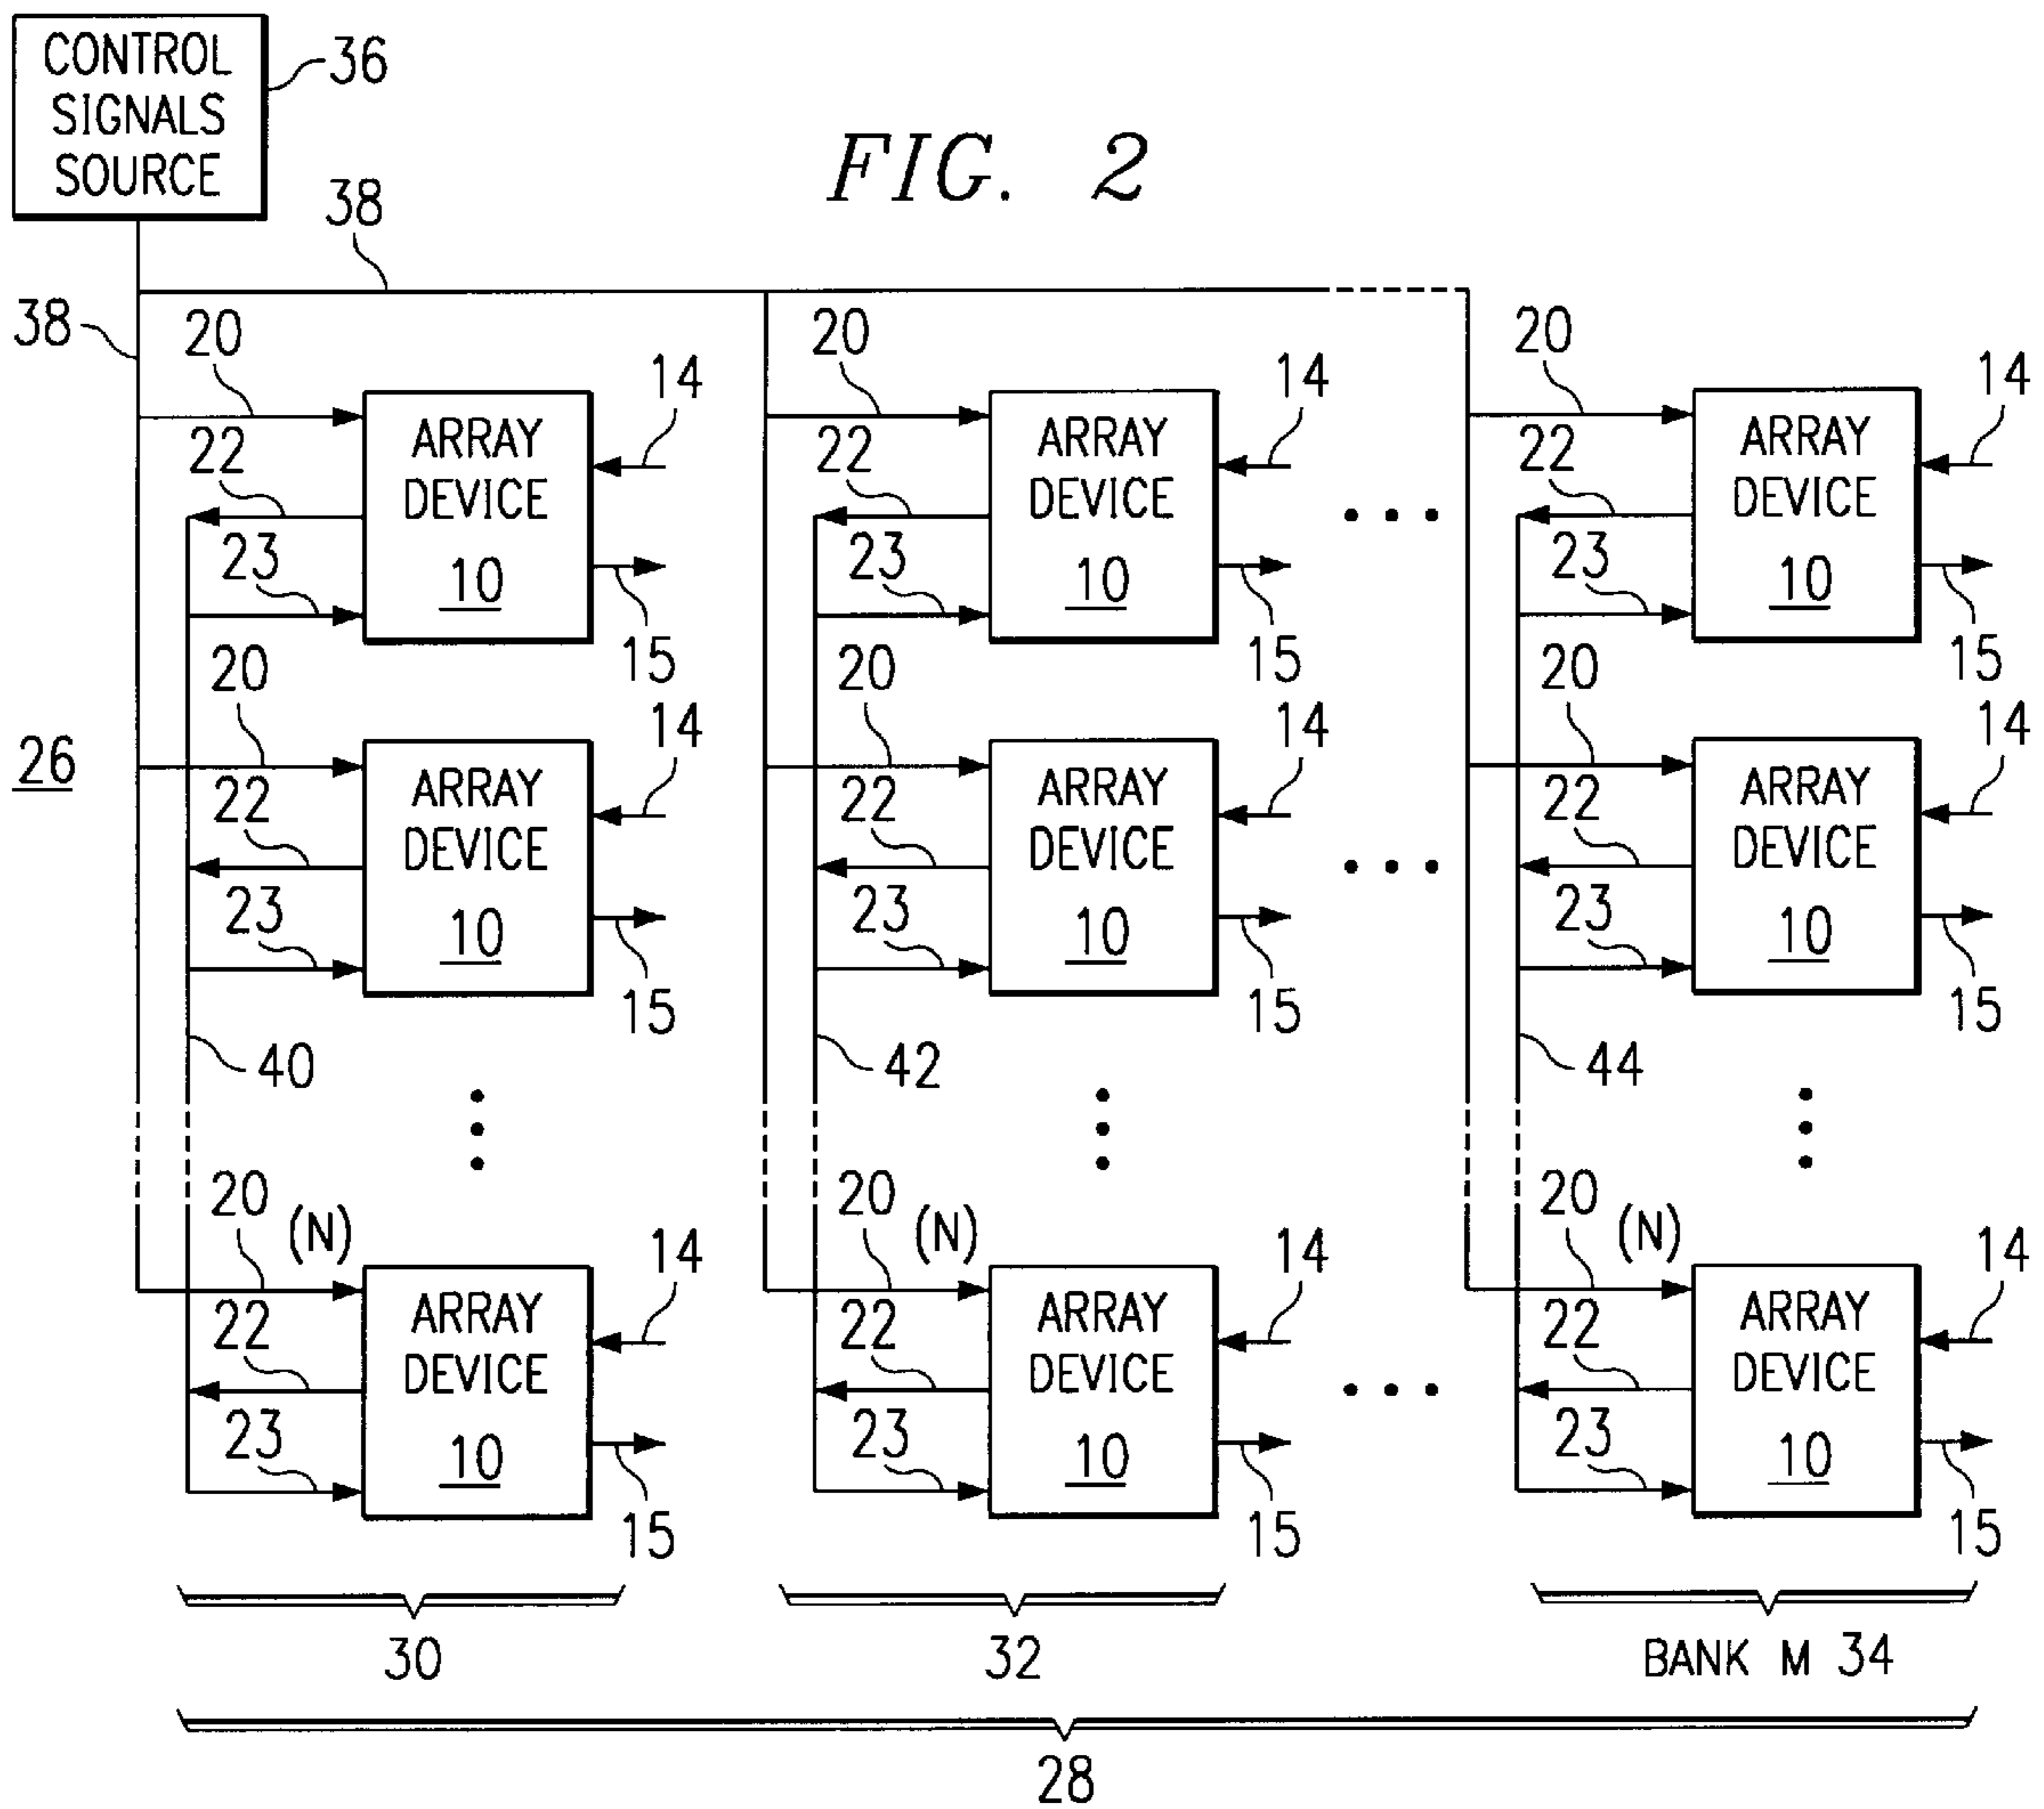 CONTROL
SIGNALS
SOURCE
36
FIG. 2
38
38
20 20 20
14 14 14
ARRAY ARRAY ARRAY
22 22 22
DEVICE DEVICE DEVICE
23 23 23
10 10 10
15 15 15
20 20 20
14 14 14
26
ARRAY ARRAY ARRAY
22 22 22
DEVICE DEVICE DEVICE
23 23 23
10 10 10
15 15 15
40 42 44
20 (N) 20 (N) 20 (N)
14 14 14
ARRAY ARRAY ARRAY
22 22 22
DEVICE DEVICE DEVICE
23 23 23
10 10 10
15 15 15
30 32 BANK M 34
28